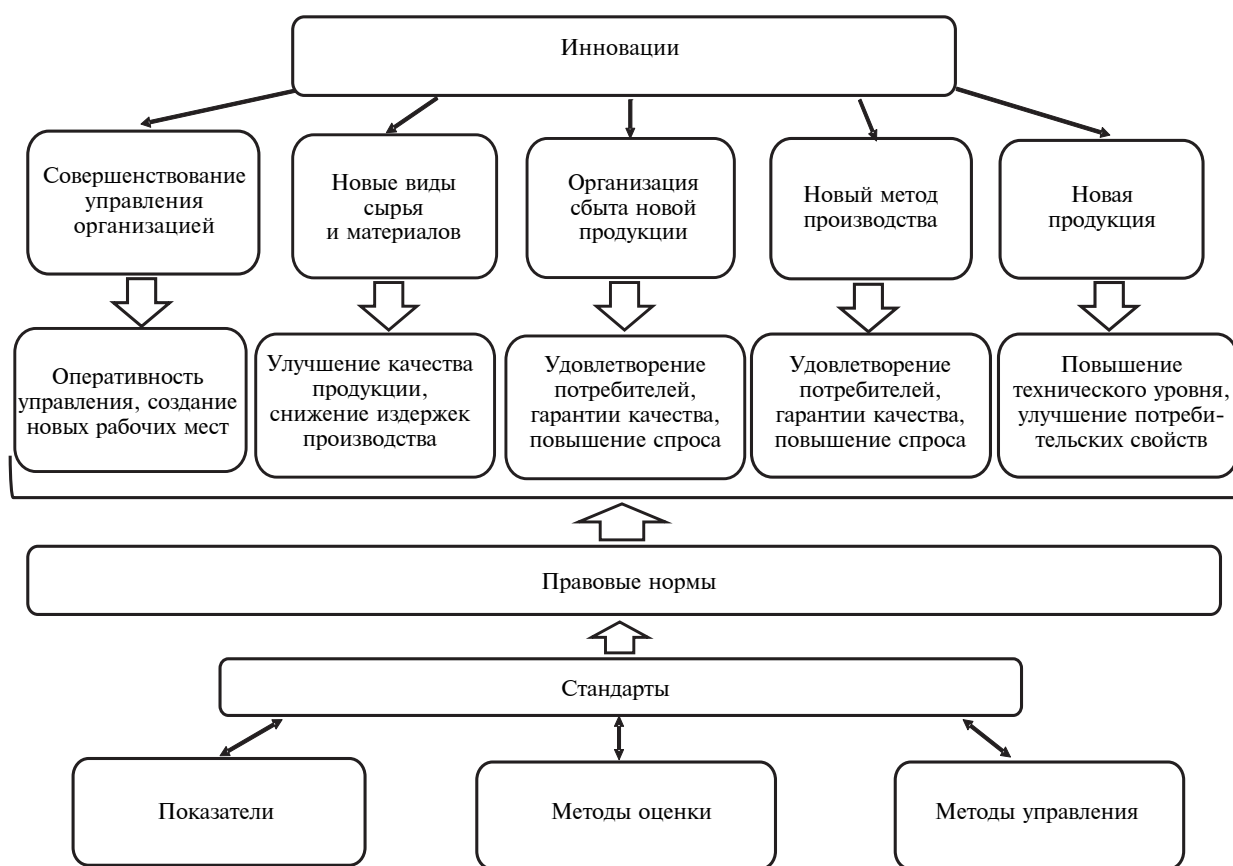 Инновации
Совершенствование
управления
организацией
Новые виды
сырья
и материалов
Организация
сбыта новой
продукции
Новый метод
производства
Новая
продукция
Оперативность
управления, создание
новых рабочих мест
Улучшение качества
продукции,
снижение издержек
производства
Удовлетворение
потребителей,
гарантии качества,
повышение спроса
Удовлетворение
потребителей,
гарантии качества,
повышение спроса
Повышение
технического уровня,
улучшение потреби-
тельских свойств
Правовые нормы
Стандарты
Показатели
Методы оценки
Методы управления